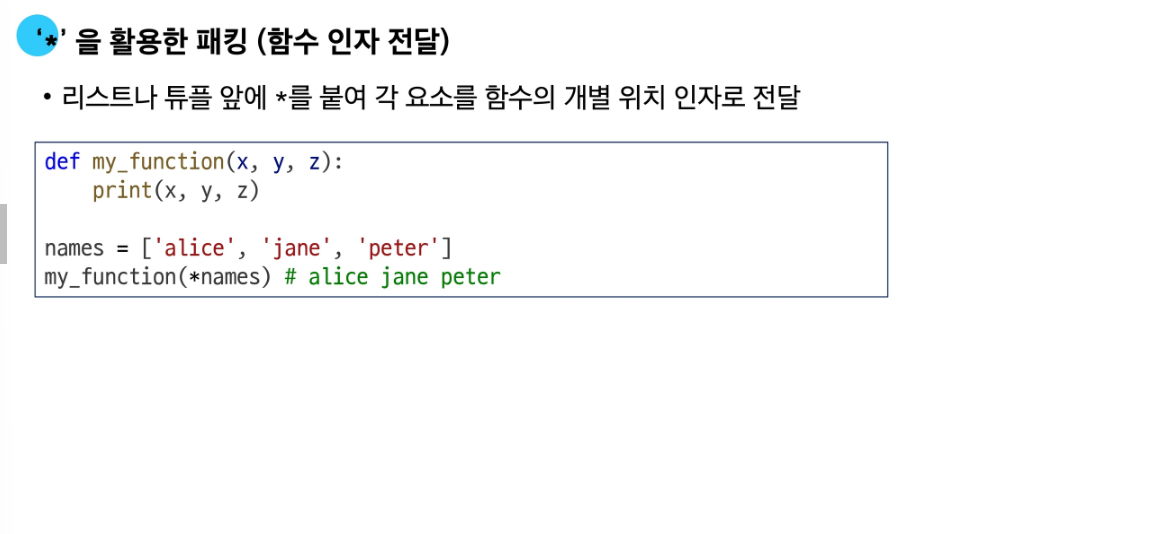 ‘*’ 을 활용한 패킹 (함수 인자 전달)
• 리스트나 튜플 앞에 *를 붙여 각 요소를 함수의 개별 위치 인자로 전달
def my_function(x, y, z):
    print(x, y, z)
names = ['alice', 'jane', 'peter']
my_function(*names) # alice jane peter